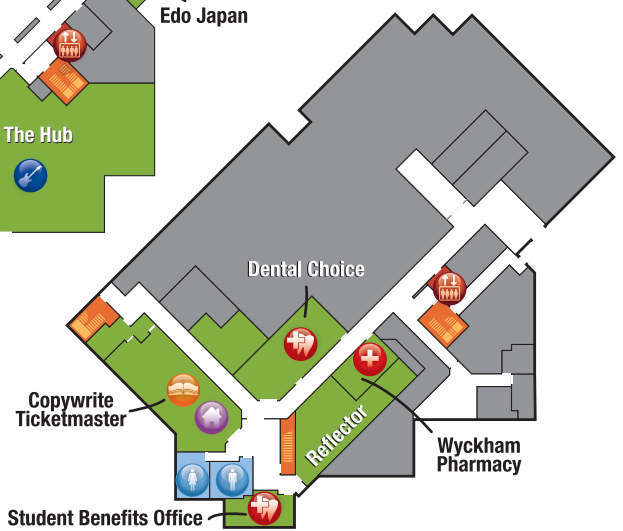 Edo Japan
The Hub
Dental Choice
Copywrite
Ticketmaster
Reflector
Wyckham
Pharmacy
Student Benefits Office